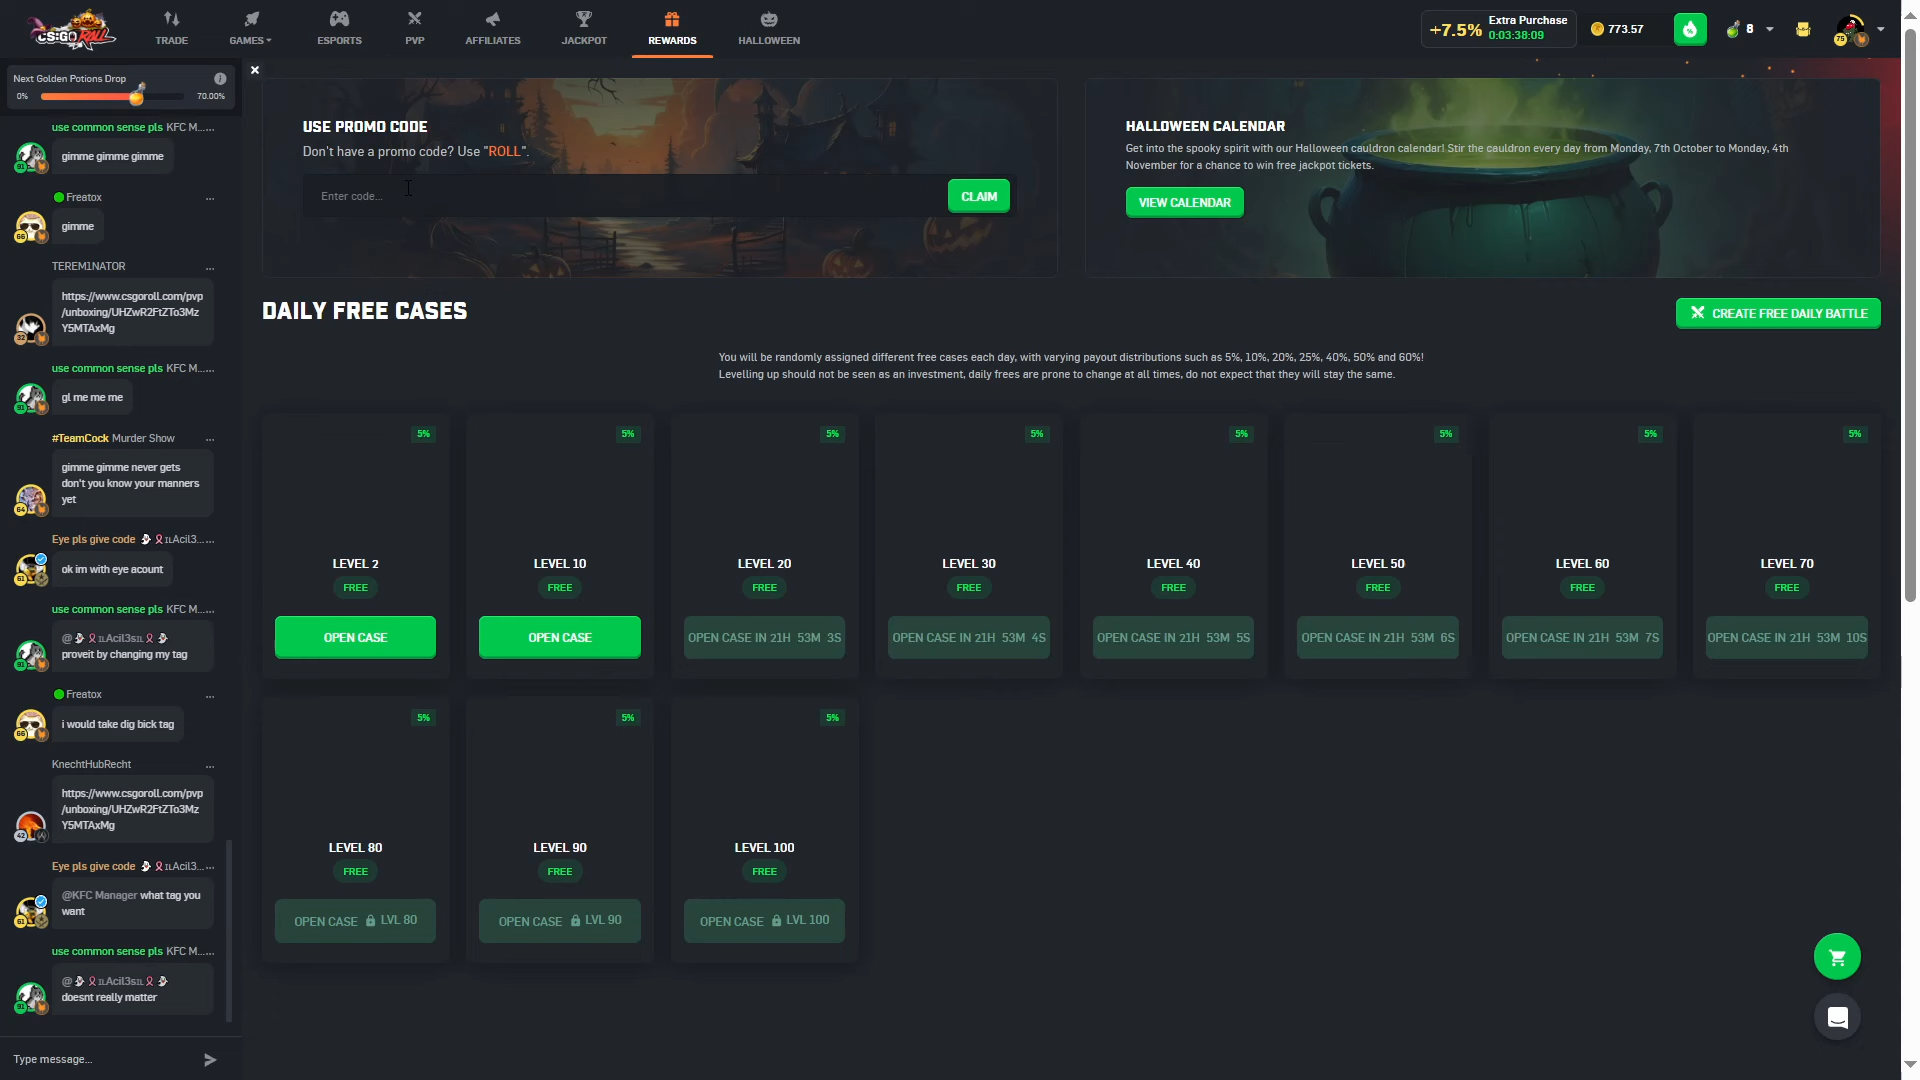 CSGO ROLL
TRADE
GAMES
ESPORTS
PVP
AFFILIATES
JACKPOT
REWARDS
HALLOWEEN
+7.5%
Extra Purchase
0:03:38:09
773.57
8
75
Next Golden Potions Drop
0%
70.00%
use common sense pls KFC M...…
gimme gimme gimme
91
Freatox ...
gimme
66
TEREM1NATOR ...
https://www.csgoroll.com/pvp
/unboxing/UHZwR2FtZTo3Mz
Y5MTAxMg
32
use common sense pls KFC M...…
gl me me me
91
#TeamCock Murder Show ...
gimme gimme never gets
don't you know your manners
yet
64
Eye pls give code ...
ok im with eye acount
61
use common sense pls KFC M...…
proveit by changing my tag
91
Freatox ...
i would take dig bick tag
66
KnechtHubRecht ...
https://www.csgoroll.com/pvp
/unboxing/UHZwR2FtZTo3Mz
Y5MTAxMg
42
Eye pls give code ...
@KFC Manager what tag you
want
61
use common sense pls KFC M...…
doesnt really matter
91
Type message...
USE PROMO CODE
Don't have a promo code? Use "ROLL".
Enter code...
CLAIM
HALLOWEEN CALENDAR
Get into the spooky spirit with our Halloween cauldron calendar! Stir the cauldron every day from Monday, 7th October to Monday, 4th
November for a chance to win free jackpot tickets.
VIEW CALENDAR
DAILY FREE CASES
CREATE FREE DAILY BATTLE
You will be randomly assigned different free cases each day, with varying payout distributions such as 5%, 10%, 20%, 25%, 40%, 50% and 60%!
Levelling up should not be seen as an investment, daily frees are prone to change at all times, do not expect that they will stay the same.
5%
LEVEL 2
FREE
OPEN CASE
5%
LEVEL 10
FREE
OPEN CASE
5%
LEVEL 20
FREE
OPEN CASE IN 21H 53M 3S
5%
LEVEL 30
FREE
OPEN CASE IN 21H 53M 4S
5%
LEVEL 40
FREE
OPEN CASE IN 21H 53M 5S
5%
LEVEL 50
FREE
OPEN CASE IN 21H 53M 6S
5%
LEVEL 60
FREE
OPEN CASE IN 21H 53M 7S
5%
LEVEL 70
FREE
OPEN CASE IN 21H 53M 10S
5%
LEVEL 80
FREE
OPEN CASE LVL 80
5%
LEVEL 90
FREE
OPEN CASE LVL 90
5%
LEVEL 100
FREE
OPEN CASE LVL 100